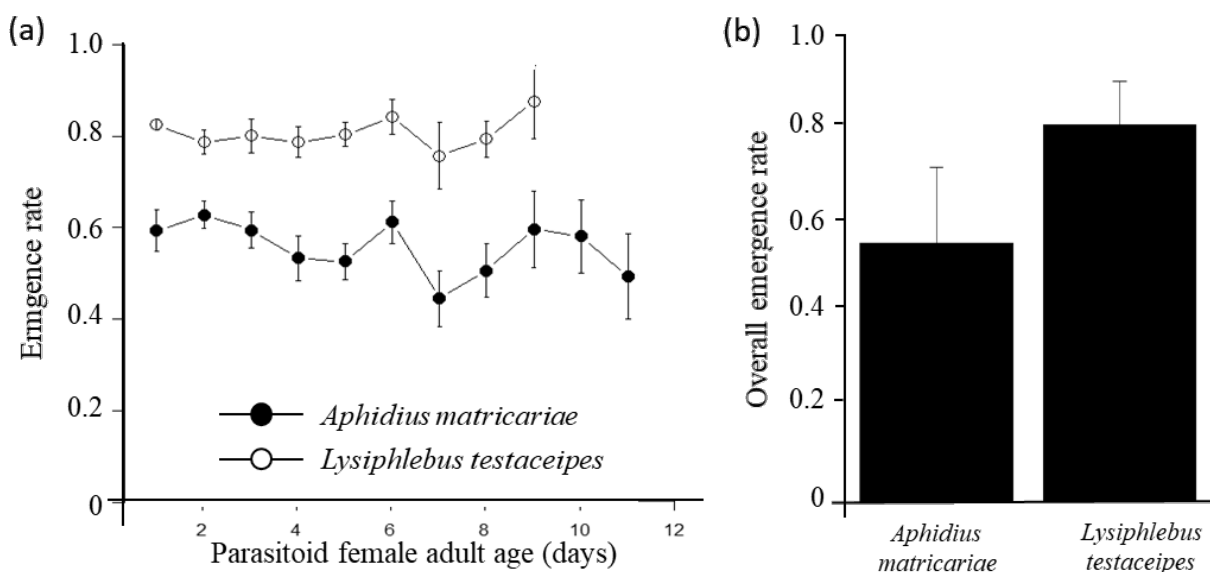 (a)
1.0
0.8
0.6
0.4
0.2
0
Ermgence rate
Aphidius matricariae
Lysiphlebus testaceipes
2
4
6
8
10
12
Parasitoid female adult age (days)
(b)
1.0
0.8
0.6
0.4
0.2
0
Overall emergence rate
Aphidius
matricariae
Lysiphlebus
testaceipes